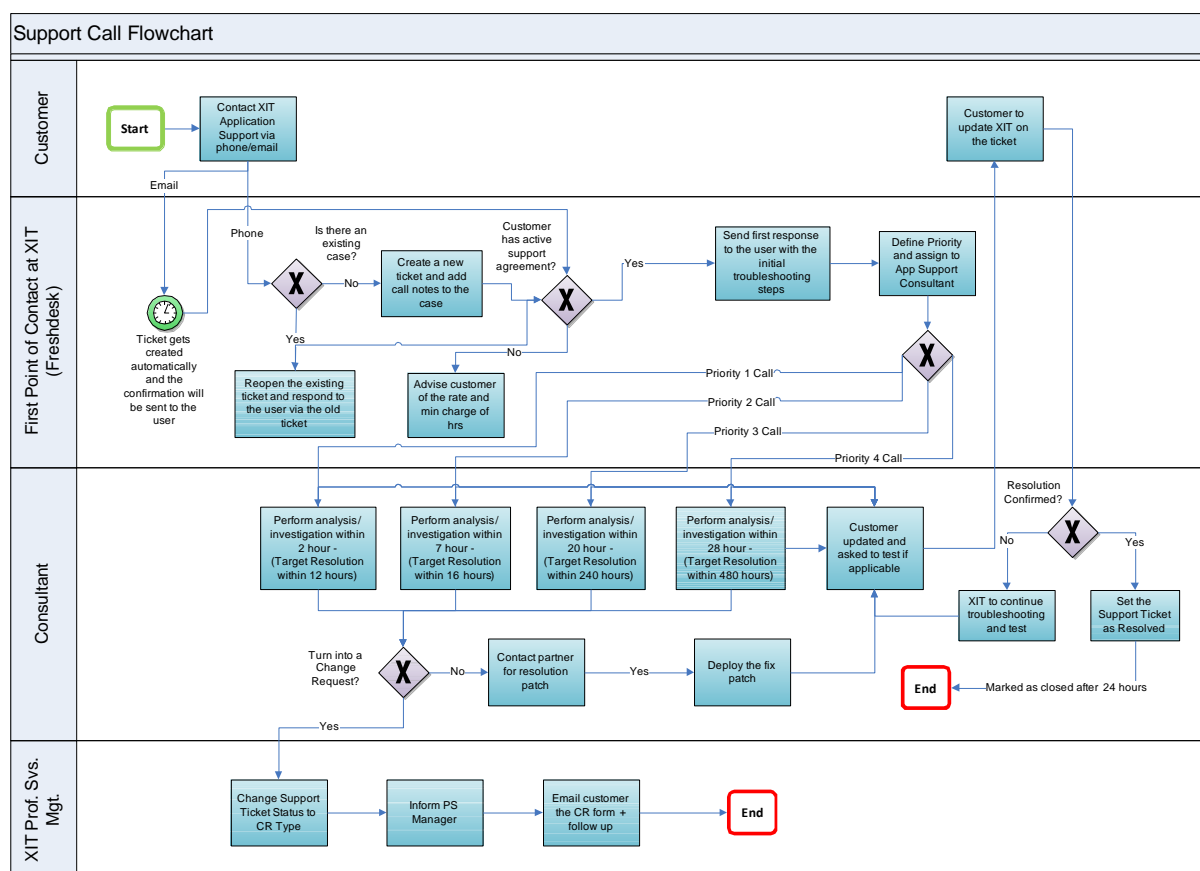 Support Call Flowchart
Customer
Start
Contact XIT
Application
Support via
phone/email
Customer to
update XIT on
the ticket
Email
First Point of Contact at XIT
(Freshdesk)
Phone
Is there an
existing
case?
X
No
Create a new
ticket and add
call notes to the
case
Customer
has active
support
agreement?
X
Yes
Send first response
to the user with the
initial
troubleshooting
steps
Define Priority
and assign to
App Support
Consultant
Ticket gets
created
automatically
and the
confirmation will
be sent to the
user
Yes
Reopen the existing
ticket and respond to
the user via the old
ticket
No
Advise customer
of the rate and
min charge of
hrs
X
Priority 1 Call
Priority 2 Call
Priority 3 Call
Priority 4 Call
Consultant
Perform analysis/
investigation within
2 hour -
(Target Resolution
within 12 hours)
Perform analysis/
investigation within
7 hour -
(Target Resolution
within 16 hours)
Perform analysis/
investigation within
20 hour -
(Target Resolution
within 240 hours)
Perform analysis/
investigation within
28 hour -
(Target Resolution
within 480 hours)
Customer
updated and
asked to test if
applicable
Resolution
Confirmed?
X
No
Yes
XIT to continue
troubleshooting
and test
Set the
Support Ticket
as Resolved
Turn into a
Change
Request?
X
No
Contact partner
for resolution
patch
Yes
Deploy the fix
patch
End
Marked as closed after 24 hours
Yes
XIT Prof. Svs.
Mgt.
Change Support
Ticket Status to
CR Type
Inform PS
Manager
Email customer
the CR form +
follow up
End